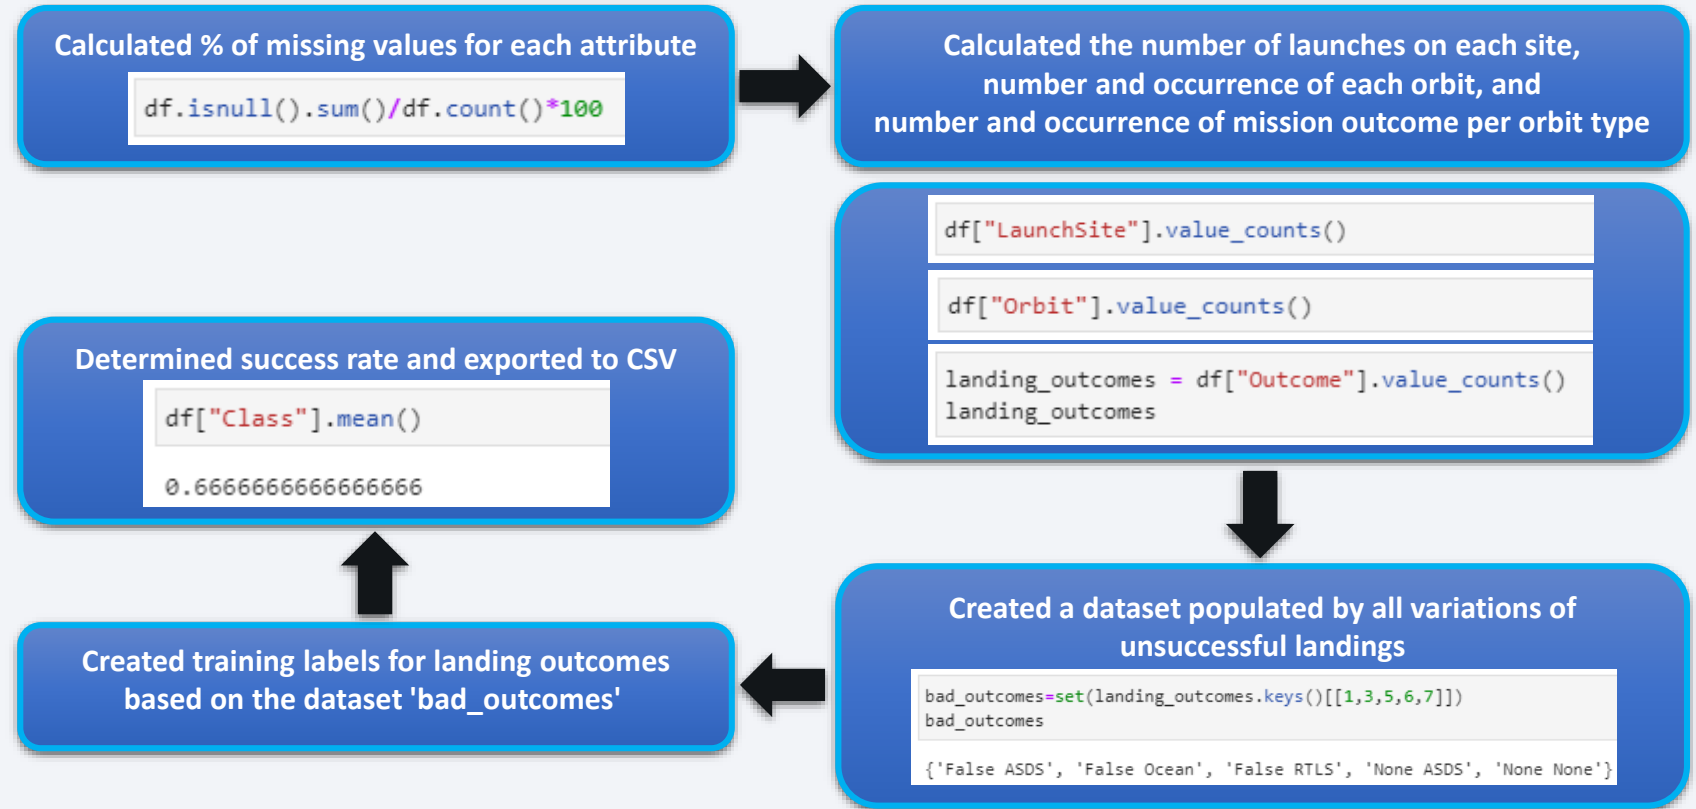 Calculated % of missing values for each attribute
df.isnull().sum()/df.count()*100
Calculated the number of launches on each site,
number and occurrence of each orbit, and
number and occurrence of mission outcome per orbit type
df["LaunchSite"].value_counts()
df["Orbit"].value_counts()
landing_outcomes = df["Outcome"].value_counts()
landing_outcomes
Created a dataset populated by all variations of
unsuccessful landings
bad_outcomes=set(landing_outcomes.keys()[[1,3,5,6,7]])
bad_outcomes
{'False ASDS', 'False Ocean', 'False RTLS', 'None ASDS', 'None None'}
Created training labels for landing outcomes
based on the dataset 'bad_outcomes'
Determined success rate and exported to CSV
df["Class"].mean()
0.6666666666666666